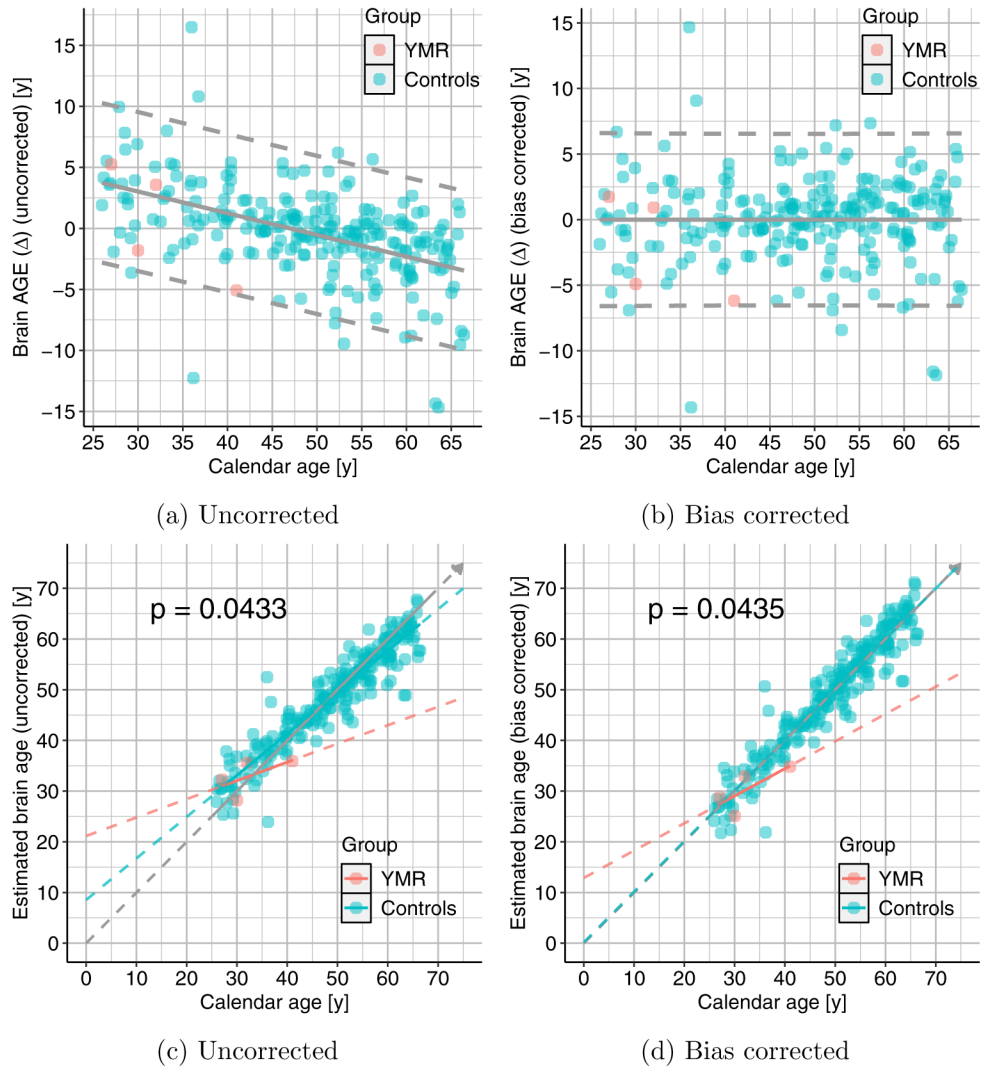 Brain AGE (Δ) (uncorrected) [y]
15
10
5
0
−5
−10
−15
Group
YMR
Controls
25 30 35 40 45 50 55 60 65
Calendar age [y]
(a) Uncorrected
Brain AGE (Δ) (bias corrected) [y]
15
10
5
0
−5
−10
−15
Group
YMR
Controls
25 30 35 40 45 50 55 60 65
Calendar age [y]
(b) Bias corrected
Estimated brain age (uncorrected) [y]
70
60
50
40
30
20
10
0
p = 0.0433
Group
YMR
Controls
0 10 20 30 40 50 60 70
Calendar age [y]
(c) Uncorrected
Estimated brain age (bias corrected) [y]
70
60
50
40
30
20
10
0
p = 0.0435
Group
YMR
Controls
0 10 20 30 40 50 60 70
Calendar age [y]
(d) Bias corrected